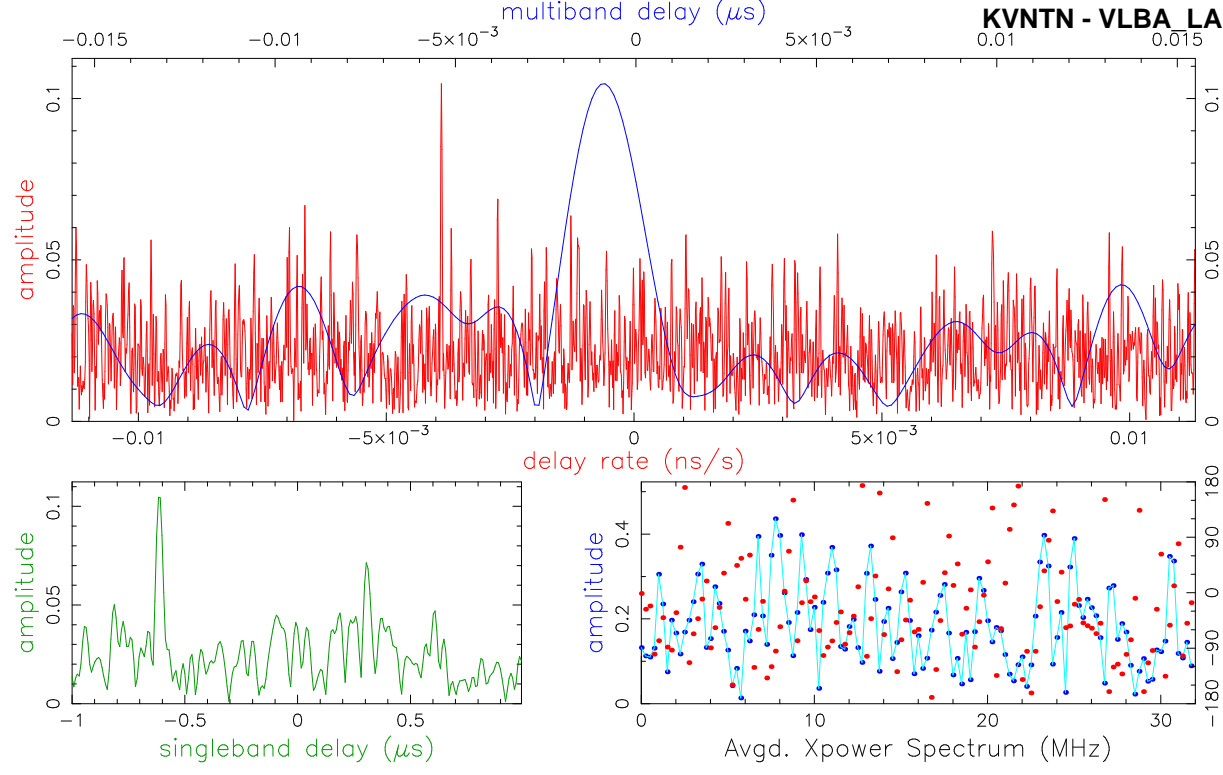 multiband delay (μs)
KVNTN - VLBA_LA
−0.015 −0.01 −5×10⁻³ 0 5×10⁻³ 0.01 0.015
amplitude
0 0.05 0.1
0 0.05 0.1
−0.01 −5×10⁻³ 0 5×10⁻³ 0.01
delay rate (ns/s)
amplitude
0 0.05 0.1
−1 −0.5 0 0.5
singleband delay (μs)
amplitude
0 0.2 0.4
−180 −90 0 90 180
0 10 20 30
Avgd. Xpower Spectrum (MHz)